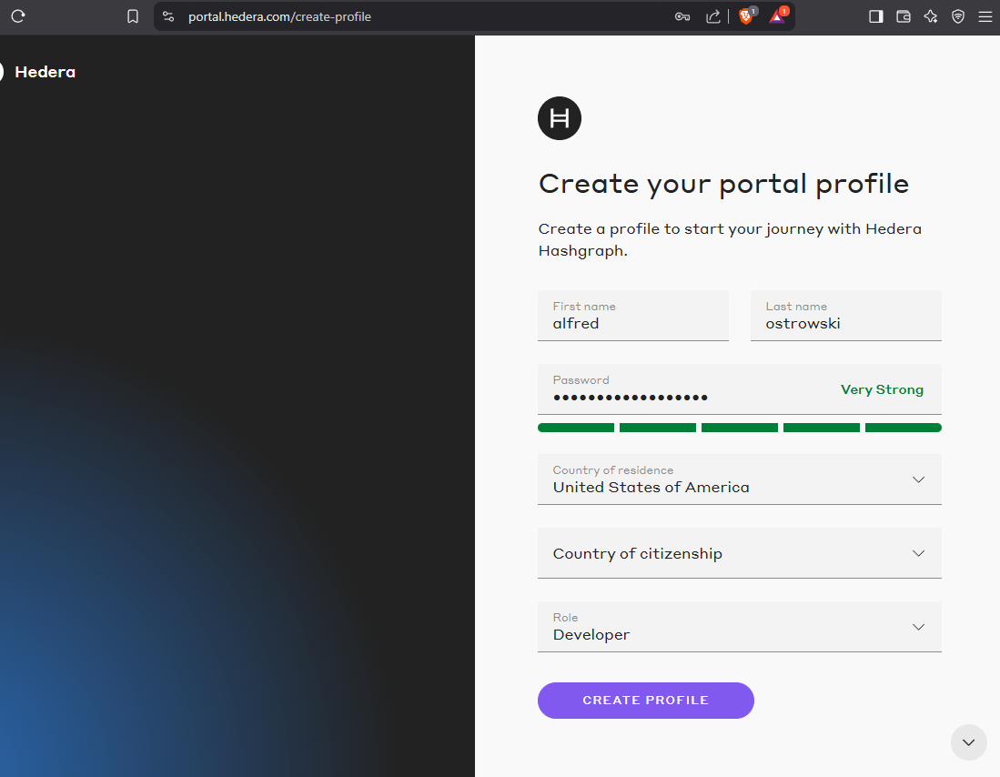 portal.hedera.com/create-profile
1
1
Hedera
Create your portal profile
Create a profile to start your journey with Hedera
Hashgraph.
First name
alfred
Last name
ostrowski
Password
••••••••••••••••••
Very Strong
Country of residence
United States of America
Country of citizenship
Role
Developer
CREATE PROFILE